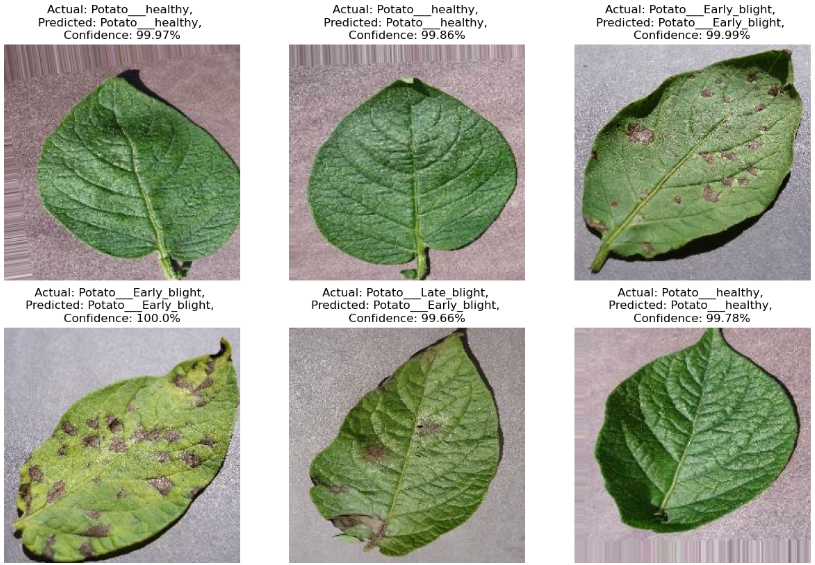 Actual: Potato___healthy,
Predicted: Potato___healthy,
Confidence: 99.97%
Actual: Potato___healthy,
Predicted: Potato___healthy,
Confidence: 99.86%
Actual: Potato___Early_blight,
Predicted: Potato___Early_blight,
Confidence: 99.99%
Actual: Potato___Early_blight,
Predicted: Potato___Early_blight,
Confidence: 100.0%
Actual: Potato___Late_blight,
Predicted: Potato___Early_blight,
Confidence: 99.66%
Actual: Potato___healthy,
Predicted: Potato___healthy,
Confidence: 99.78%